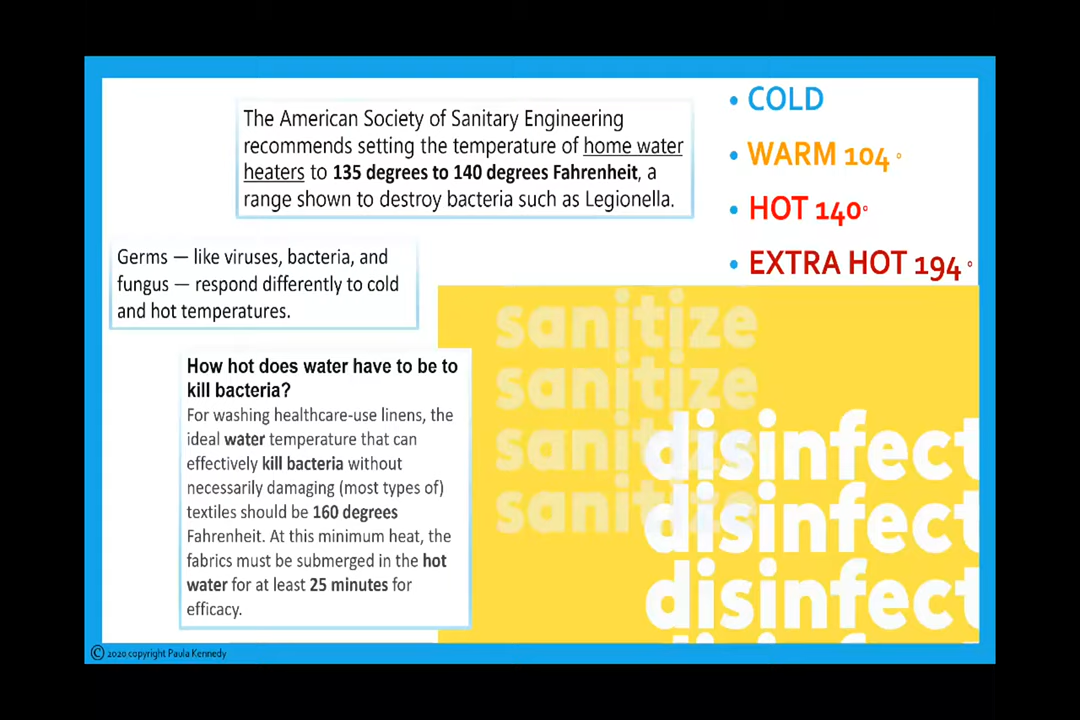 The American Society of Sanitary Engineering
recommends setting the temperature of home water
heaters to 135 degrees to 140 degrees Fahrenheit, a
range shown to destroy bacteria such as Legionella.
• COLD
• WARM 104 °
• HOT 140°
• EXTRA HOT 194 °
Germs — like viruses, bacteria, and
fungus — respond differently to cold
and hot temperatures.
How hot does water have to be to
kill bacteria?
For washing healthcare-use linens, the
ideal water temperature that can
effectively kill bacteria without
necessarily damaging (most types of)
textiles should be 160 degrees
Fahrenheit. At this minimum heat, the
fabrics must be submerged in the hot
water for at least 25 minutes for
efficacy.
sanitize
sanitize
sanitize
sanitize
disinfect
disinfect
disinfect
© 2020 copyright Paula Kennedy